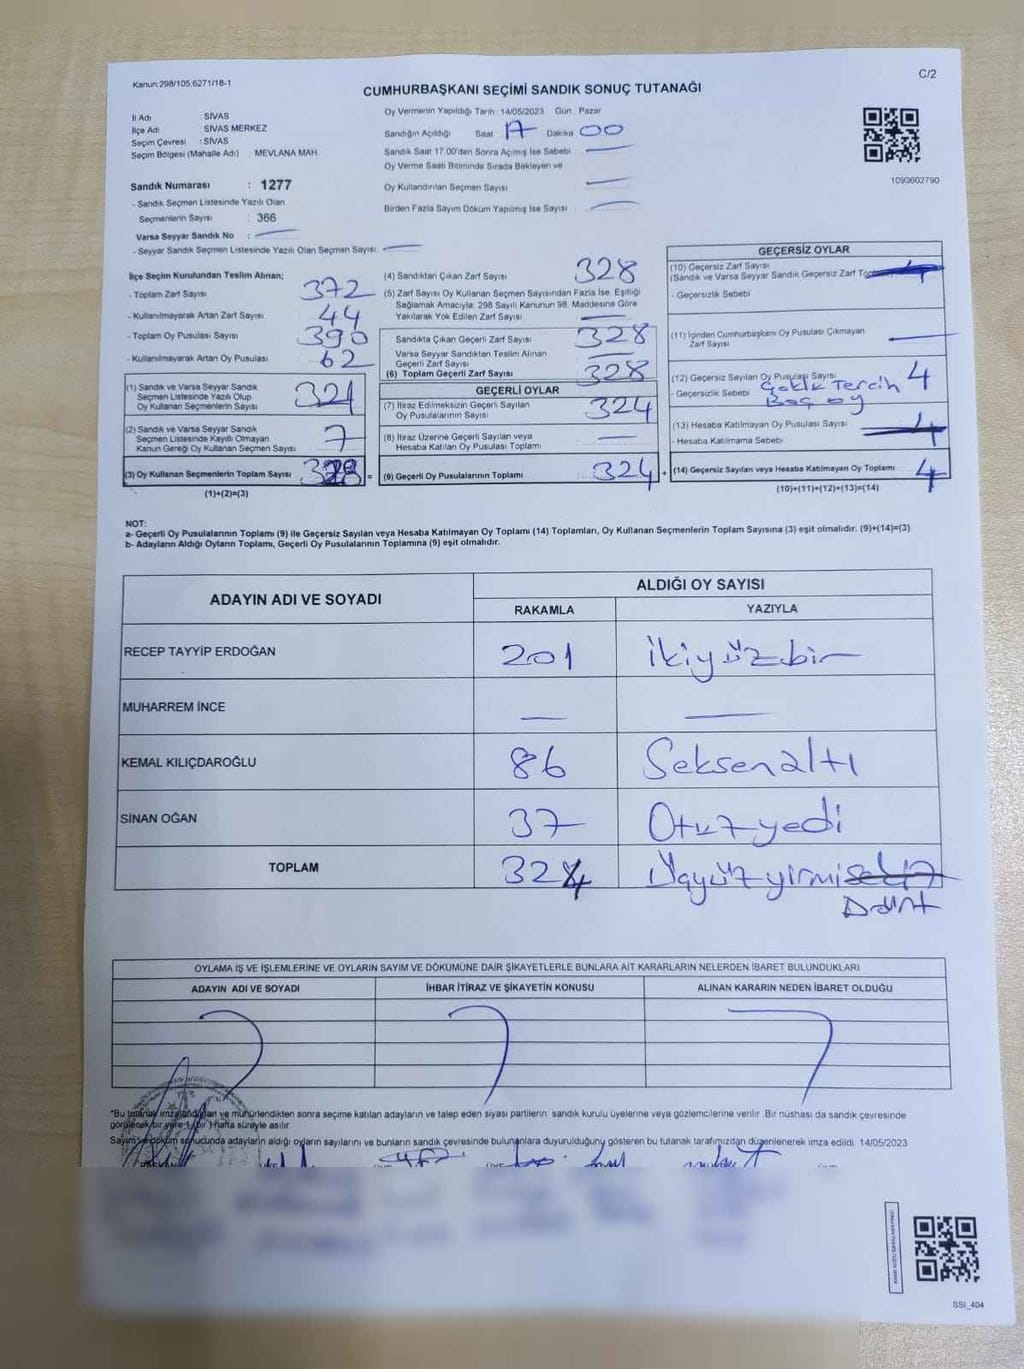 Kanun:298/105,6271/18-1
C/2
CUMHURBAŞKANI SEÇİMİ SANDIK SONUÇ TUTANAĞI
İl Adı : SİVAS
İlçe Adı : SİVAS MERKEZ
Seçim Çevresi : SİVAS
Seçim Bölgesi (Mahalle Adı) : MEVLANA MAH.
Oy Vermenin Yapıldığı Tarih : 14/05/2023 Gün : Pazar
Sandığın Açıldığı Saat 17 Dakika 00
Sandık Saat 17.00'den Sonra Açımış İse Sebebi
Oy Verme Saati Bitiminde Sırada Bekleyen ve
Oy Kullandırılan Seçmen Sayısı
Birden Fazla Sayım Döküm Yapılmış İse Sayısı
1093602790
Sandık Numarası : 1277
- Sandık Seçmen Listesinde Yazılı Olan
Seçmenlerin Sayısı : 366
Varsa Seyyar Sandık No :
- Seyyar Sandık Seçmen Listesinde Yazılı Olan Seçmen Sayısı:
İlçe Seçim Kurulundan Teslim Alınan;
- Toplam Zarf Sayısı 372
- Kullanılmayarak Artan Zarf Sayısı 44
- Toplam Oy Pusulası Sayısı 390
- Kullanılmayarak Artan Oy Pusulası 62
(1) Sandık ve Varsa Seyyar Sandık
Seçmen Listesinde Yazılı Olup
Oy Kullanan Seçmenlerin Sayısı 321
(2) Sandık ve Varsa Seyyar Sandık
Seçmen Listesinde Kayıtlı Olmayan
Kanun Gereği Oy Kullanan Seçmen Sayısı 7
(3) Oy Kullanan Seçmenlerin Toplam Sayısı 328 =
(1)+(2)=(3)
(4) Sandıktan Çıkan Zarf Sayısı 328
(5) Zarf Sayısı Oy Kullanan Seçmen Sayısından Fazla İse, Eşitliği
Sağlamak Amacıyla, 298 Sayılı Kanunun 98. Maddesine Göre
Yakılarak Yok Edilen Zarf Sayısı
Sandıkta Çıkan Geçerli Zarf Sayısı 328
Varsa Seyyar Sandıktan Teslim Alınan
Geçerli Zarf Sayısı
(6) Toplam Geçerli Zarf Sayısı 328
GEÇERLİ OYLAR
(7) İtiraz Edilmeksizin Geçerli Sayılan
Oy Pusulalarının Sayısı 324
(8) İtiraz Üzerine Geçerli Sayılan veya
Hesaba Katılan Oy Pusulası Toplamı
(9) Geçerli Oy Pusulalarının Toplamı 324 +
GEÇERSİZ OYLAR
(10) Geçersiz Zarf Sayısı
(Sandık ve Varsa Seyyar Sandık Geçersiz Zarf 4
- Geçersizlik Sebebi
(11) İçinden Cumhurbaşkanı Oy Pusulası Çıkmayan
Zarf Sayısı
(12) Geçersiz Sayılan Oy Pusulası Sayısı 4
- Geçersizlik Sebebi Çoklu Tercih
Boş oy
(13) Hesaba Katılmayan Oy Pusulası Sayısı 4
- Hesaba Katılmama Sebebi
(14) Geçersiz Sayılan veya Hesaba Katılmayan Oy Toplamı 4
(10)+(11)+(12)+(13)=(14)
NOT:
a- Geçerli Oy Pusulalarının Toplamı (9) ile Geçersiz Sayılan veya Hesaba Katılmayan Oy Toplamı (14) Toplamları, Oy Kullanan Seçmenlerin Toplam Sayısına (3) eşit olmalıdır. (9)+(14)=(3)
b- Adayların Aldığı Oyların Toplamı, Geçerli Oy Pusulalarının Toplamına (9) eşit olmalıdır.
ADAYIN ADI VE SOYADI
ALDIĞI OY SAYISI
RAKAMLA YAZIYLA
RECEP TAYYİP ERDOĞAN 201 İkiyüzbir
MUHARREM İNCE
KEMAL KILIÇDAROĞLU 86 Seksenaltı
SİNAN OĞAN 37 Otuzyedi
TOPLAM 324 Üçyüzyirmisekiz
Dört
OYLAMA İŞ VE İŞLEMLERİNE VE OYLARIN SAYIM VE DÖKÜMÜNE DAİR ŞİKAYETLERLE BUNLARA AİT KARARLARIN NELERDEN İBARET BULUNDUKLARI
ADAYIN ADI VE SOYADI İHBAR İTİRAZ VE ŞİKAYETİN KONUSU ALINAN KARARIN NEDEN İBARET OLDUĞU
*Bu tutanak imzalandıktan ve mühürlendikten sonra seçime katılan adayların ve talep eden siyasi partilerin sandık kurulu üyelerine veya gözlemcilerine verilir. Bir nüshası da sandık çevresinde
görülecek bir yere 1 (bir) hafta süreyle asılır.
Sayım ve döküm sonucunda adayların aldığı oyların sayılarını ve bunların sandık çevresinde bulunanlara duyurulduğunu gösteren bu tutanak tarafımızdan düzenlenerek imza edildi. 14/05/2023
SSI_404